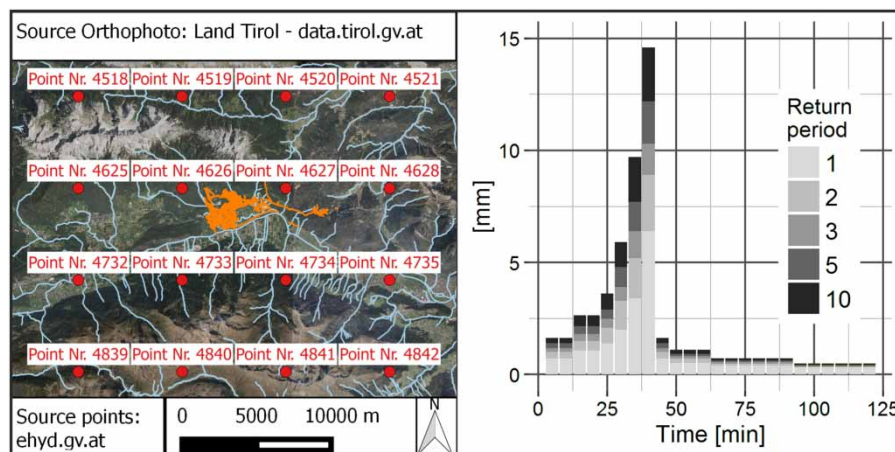 Source Orthophoto: Land Tirol - data.tirol.gv.at
Point Nr. 4518 Point Nr. 4519 Point Nr. 4520 Point Nr. 4521
Point Nr. 4625 Point Nr. 4626 Point Nr. 4627 Point Nr. 4628
Point Nr. 4732 Point Nr. 4733 Point Nr. 4734 Point Nr. 4735
Point Nr. 4839 Point Nr. 4840 Point Nr. 4841 Point Nr. 4842
Source points:
ehyd.gv.at
0 5000 10000 m
N
15
10
5
0
[mm]
0 25 50 75 100 125
Time [min]
Return
period
1
2
3
5
10